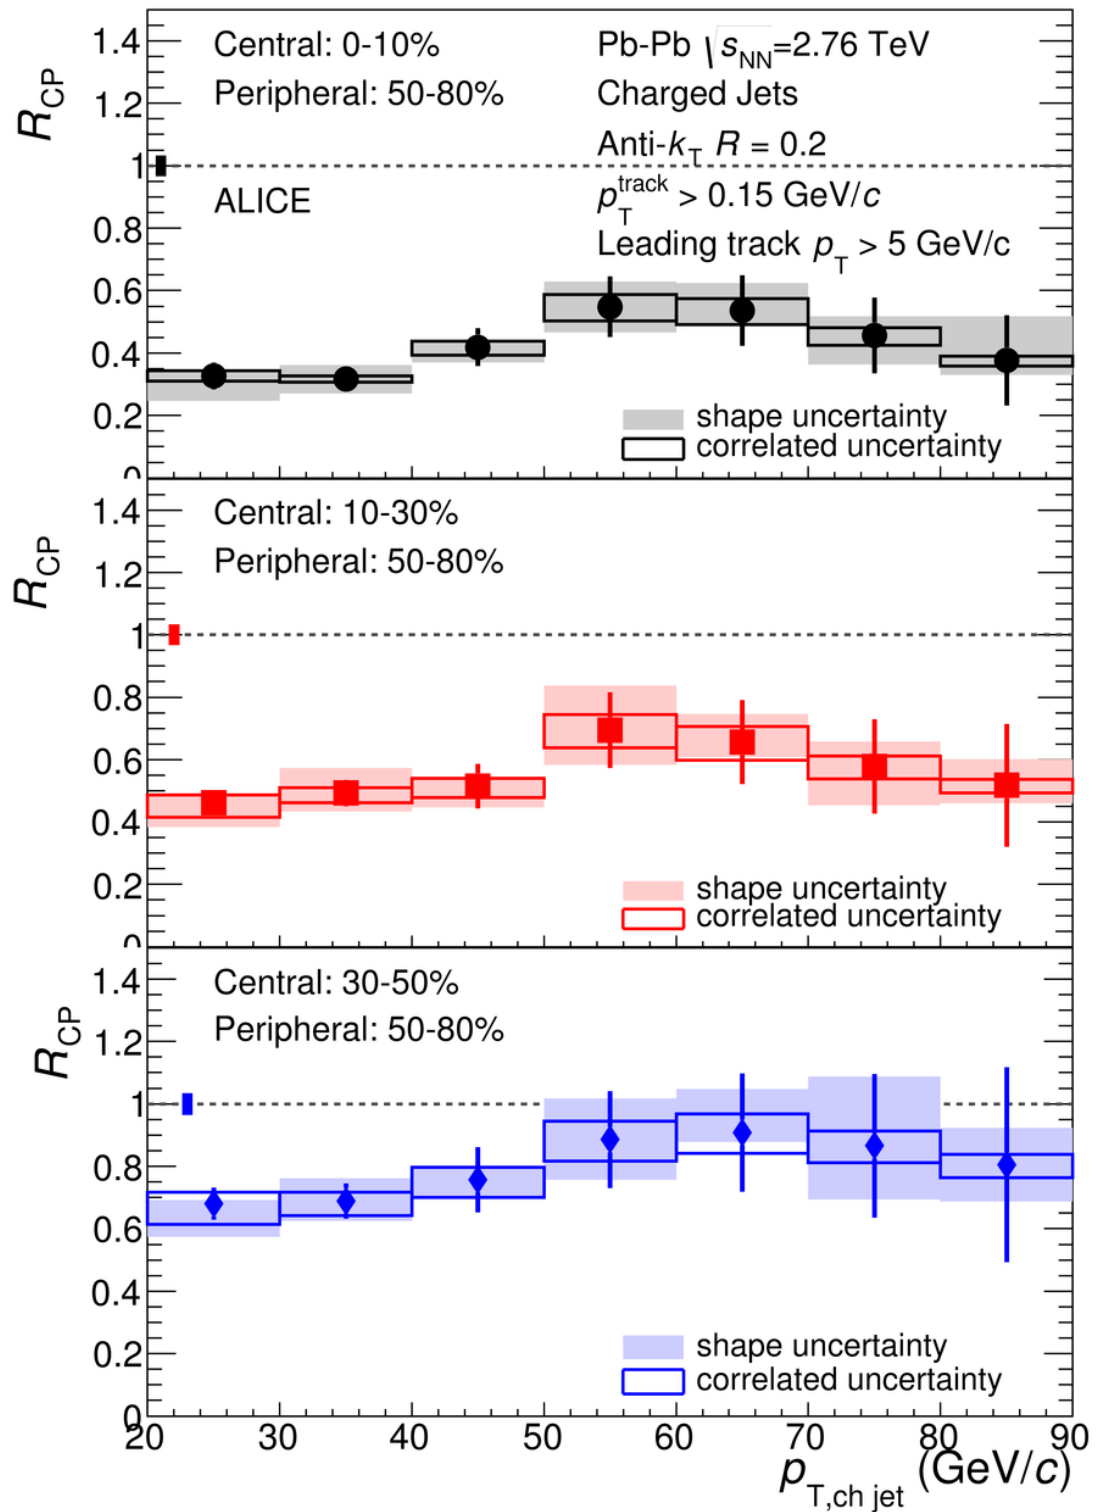 Central: 0-10%
Peripheral: 50-80%
ALICE
Pb-Pb √sNN=2.76 TeV
Charged Jets
Anti-kT R = 0.2
pTtrack > 0.15 GeV/c
Leading track pT > 5 GeV/c
shape uncertainty
correlated uncertainty
RCP
1.4
1.2
1
0.8
0.6
0.4
0.2
0
Central: 10-30%
Peripheral: 50-80%
shape uncertainty
correlated uncertainty
RCP
1.4
1.2
1
0.8
0.6
0.4
0.2
0
Central: 30-50%
Peripheral: 50-80%
shape uncertainty
correlated uncertainty
RCP
1.4
1.2
1
0.8
0.6
0.4
0.2
0
20 30 40 50 60 70 80 90
pT,ch jet (GeV/c)